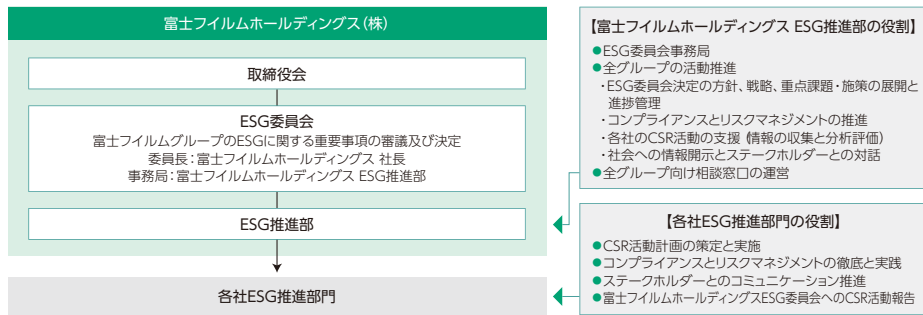 富士フイルムホールディングス(株)
取締役会
ESG委員会
富士フイルムグループのESGに関する重要事項の審議及び決定
委員長:富士フイルムホールディングス 社長
事務局:富士フイルムホールディングス ESG推進部
ESG推進部
各社ESG推進部門
【富士フイルムホールディングス ESG推進部の役割】
●ESG委員会事務局
●全グループの活動推進
・ESG委員会決定の方針、戦略、重点課題・施策の展開と
進捗管理
・コンプライアンスとリスクマネジメントの推進
・各社のCSR活動の支援(情報の収集と分析評価)
・社会への情報開示とステークホルダーとの対話
●全グループ向け相談窓口の運営
【各社ESG推進部門の役割】
●CSR活動計画の策定と実施
●コンプライアンスとリスクマネジメントの徹底と実践
●ステークホルダーとのコミュニケーション推進
●富士フイルムホールディングスESG委員会へのCSR活動報告